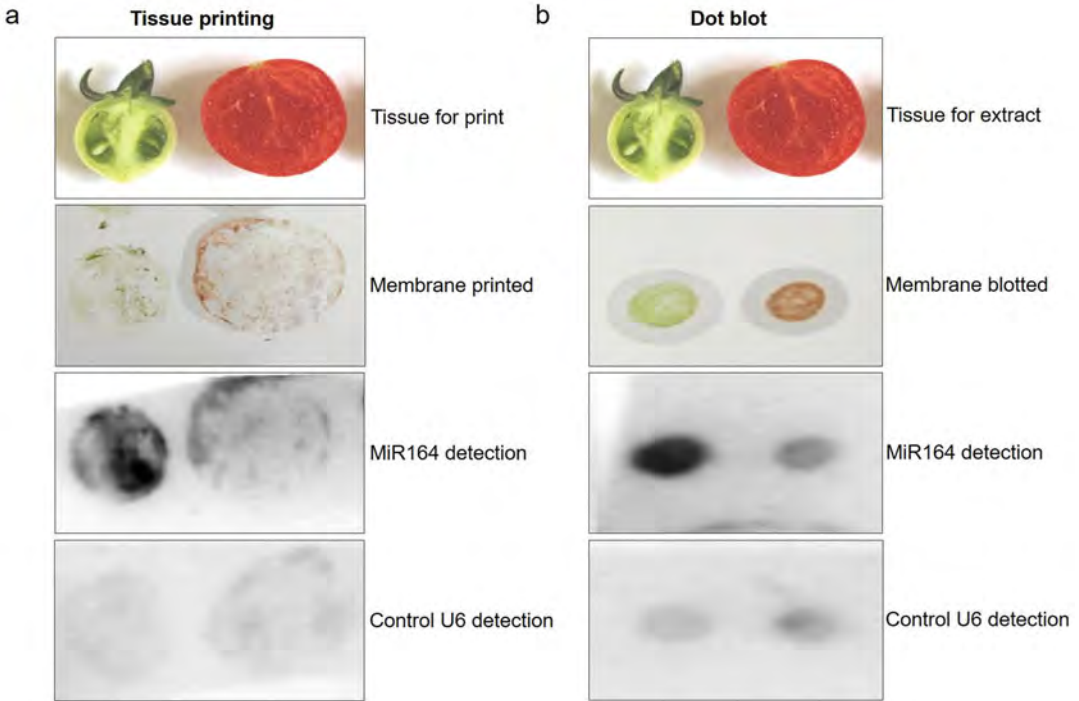 a
Tissue printing
Tissue for print
Membrane printed
MiR164 detection
Control U6 detection
b
Dot blot
Tissue for extract
Membrane blotted
MiR164 detection
Control U6 detection